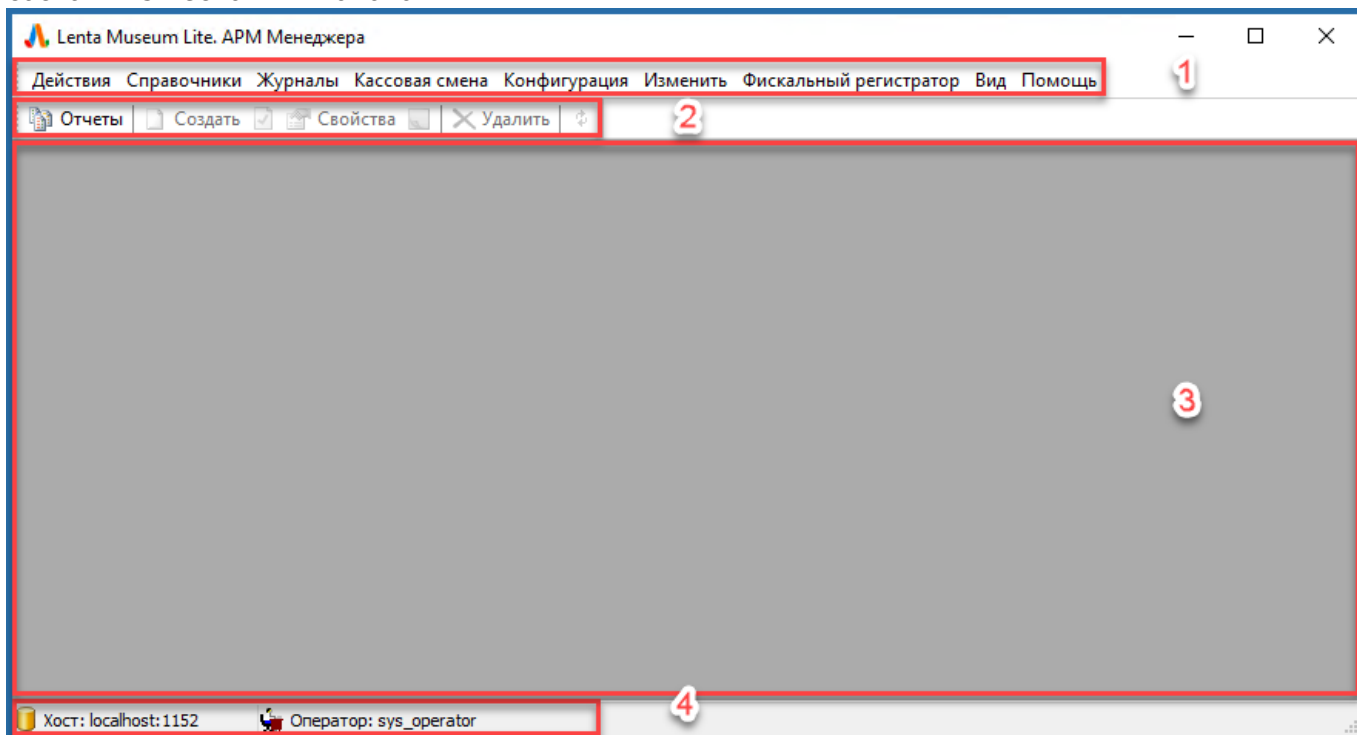 Lenta Museum Lite. АРМ Менеджера
Действия Справочники Журналы Кассовая смена Конфигурация Изменить Фискальный регистратор Вид Помощь
1
Отчеты Создать Свойства Удалить
2
3
4
Хост: localhost:1152 Оператор: sys_operator